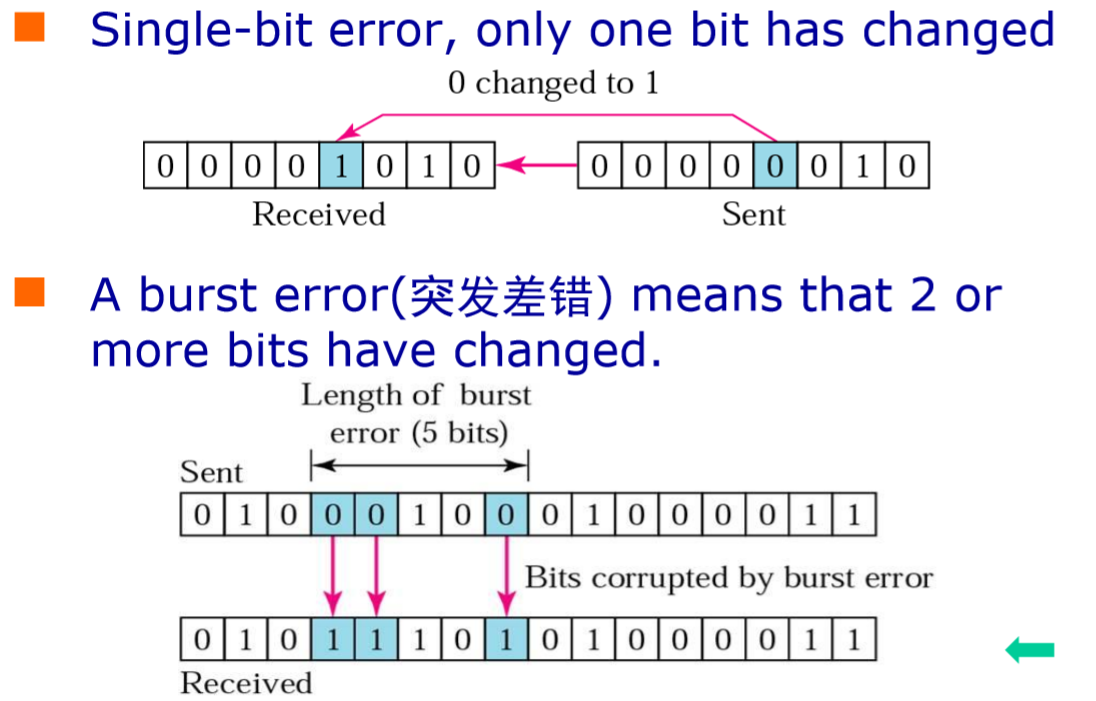 Single-bit error, only one bit has changed
0 changed to 1
0 0 0 0 1 0 1 0 0 0 0 0 0 0 1 0
Received Sent
A burst error(突发差错) means that 2 or
more bits have changed.
Length of burst
error (5 bits)
Sent
0 1 0 0 0 1 0 0 0 1 0 0 0 0 1 1
Bits corrupted by burst error
0 1 0 1 1 1 0 1 0 1 0 0 0 0 1 1
Received